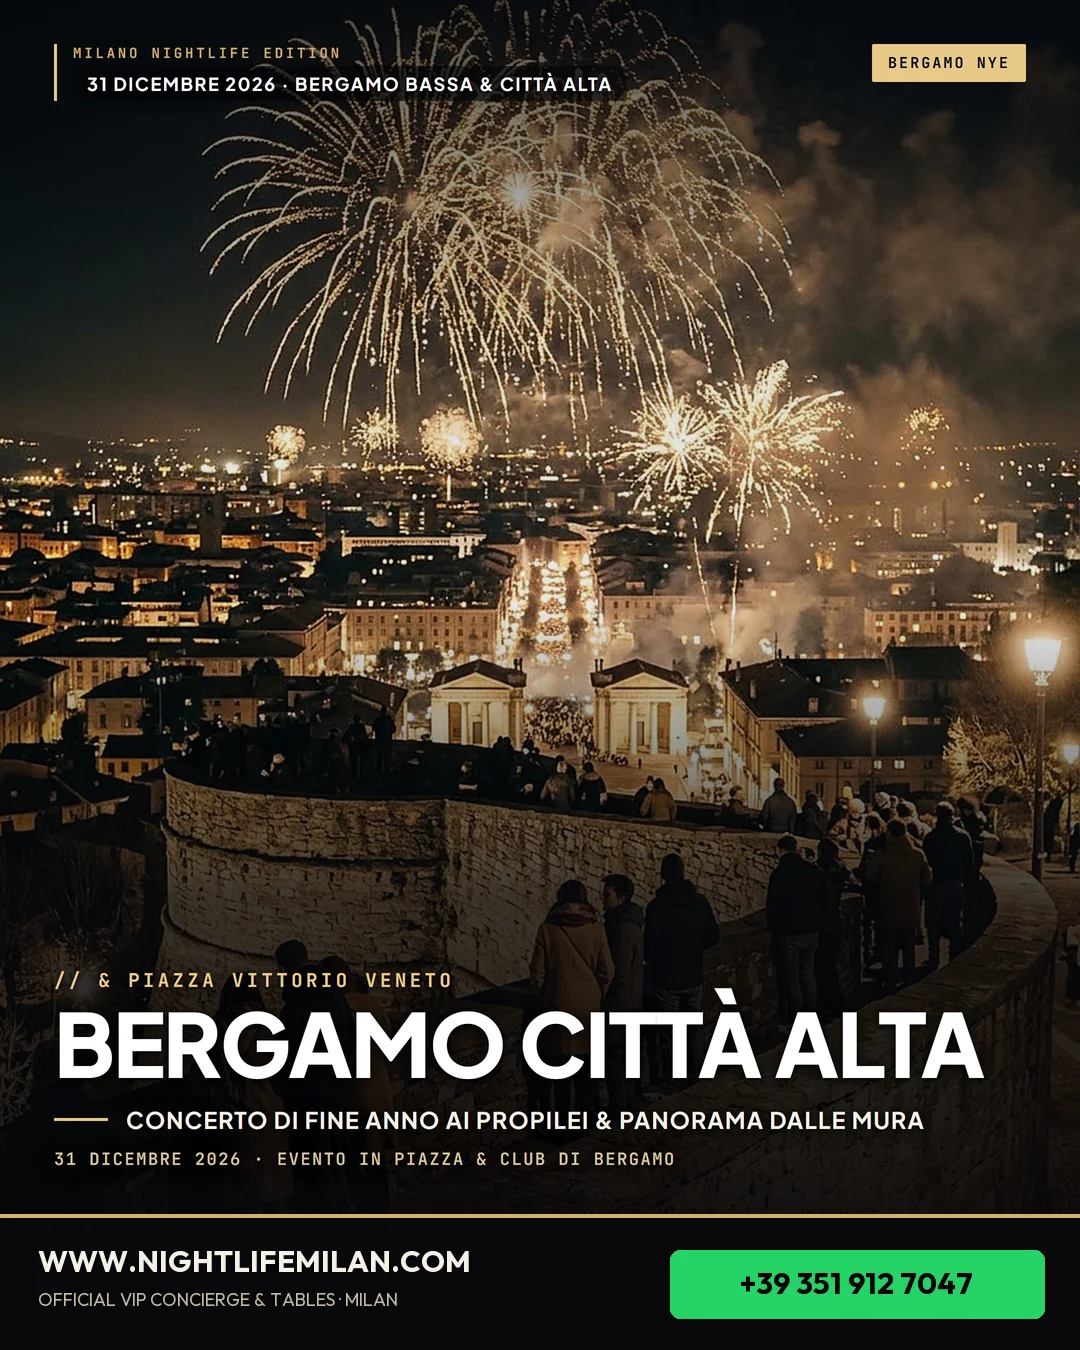 MILANO NIGHTLIFE EDITION
31 DICEMBRE 2026 · BERGAMO BASSA & CITTÀ ALTA
BERGAMO NYE
// & PIAZZA VITTORIO VENETO
BERGAMO CITTÀ ALTA
CONCERTO DI FINE ANNO AI PROPILEI & PANORAMA DALLE MURA
31 DICEMBRE 2026 · EVENTO IN PIAZZA & CLUB DI BERGAMO
WWW.NIGHTLIFEMILAN.COM
OFFICIAL VIP CONCIERGE & TABLES · MILAN
+39 351 912 7047